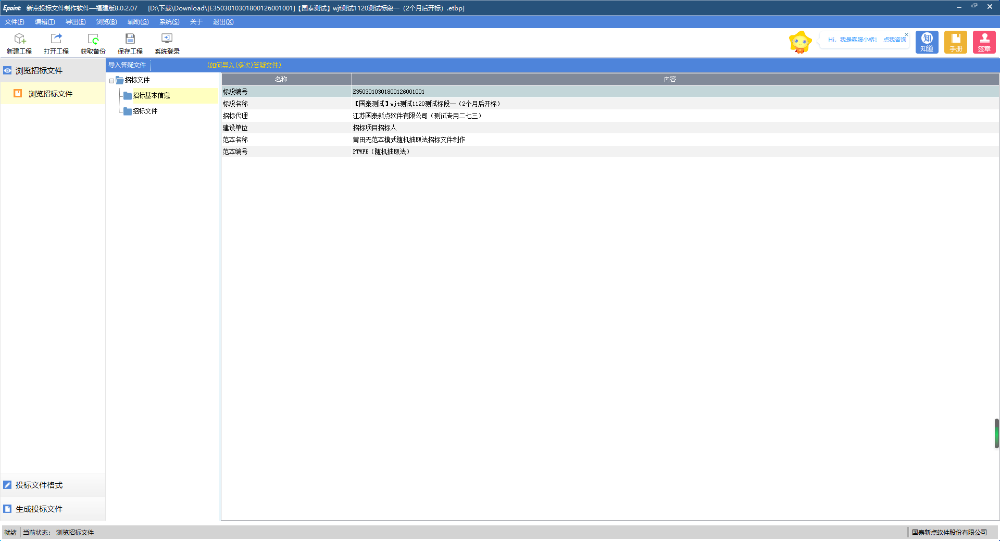 Epoint 新点投标文件制作软件—福建版8.0.2.07 [D:\下载\Download\[E3503010301800126001001]【国泰测试】wjt测试1120测试标段一（2个月后开标）.etbp]
文件(F) 编辑(T) 导出(E) 浏览(B) 辅助(G) 系统(S) 关于 退出(X)
新建工程 打开工程 获取备份 保存工程 系统登录
Hi，我是客服小桥！ 点我咨询
知
知道 手册 签章
浏览招标文件
浏览招标文件
投标文件格式
生成投标文件
导入答疑文件 (如何导入(多次)答疑文件)
招标文件
招标基本信息
招标文件
名称 内容
标段编号 E3503010301800126001001
标段名称 【国泰测试】wjt测试1120测试标段一（2个月后开标）
招标代理 江苏国泰新点软件有限公司（测试专用二七三）
建设单位 招标项目招标人
范本名称 莆田无范本模式随机抽取法招标文件制作
范本编号 PTWFB（随机抽取法）
就绪 当前状态： 浏览招标文件 国泰新点软件股份有限公司